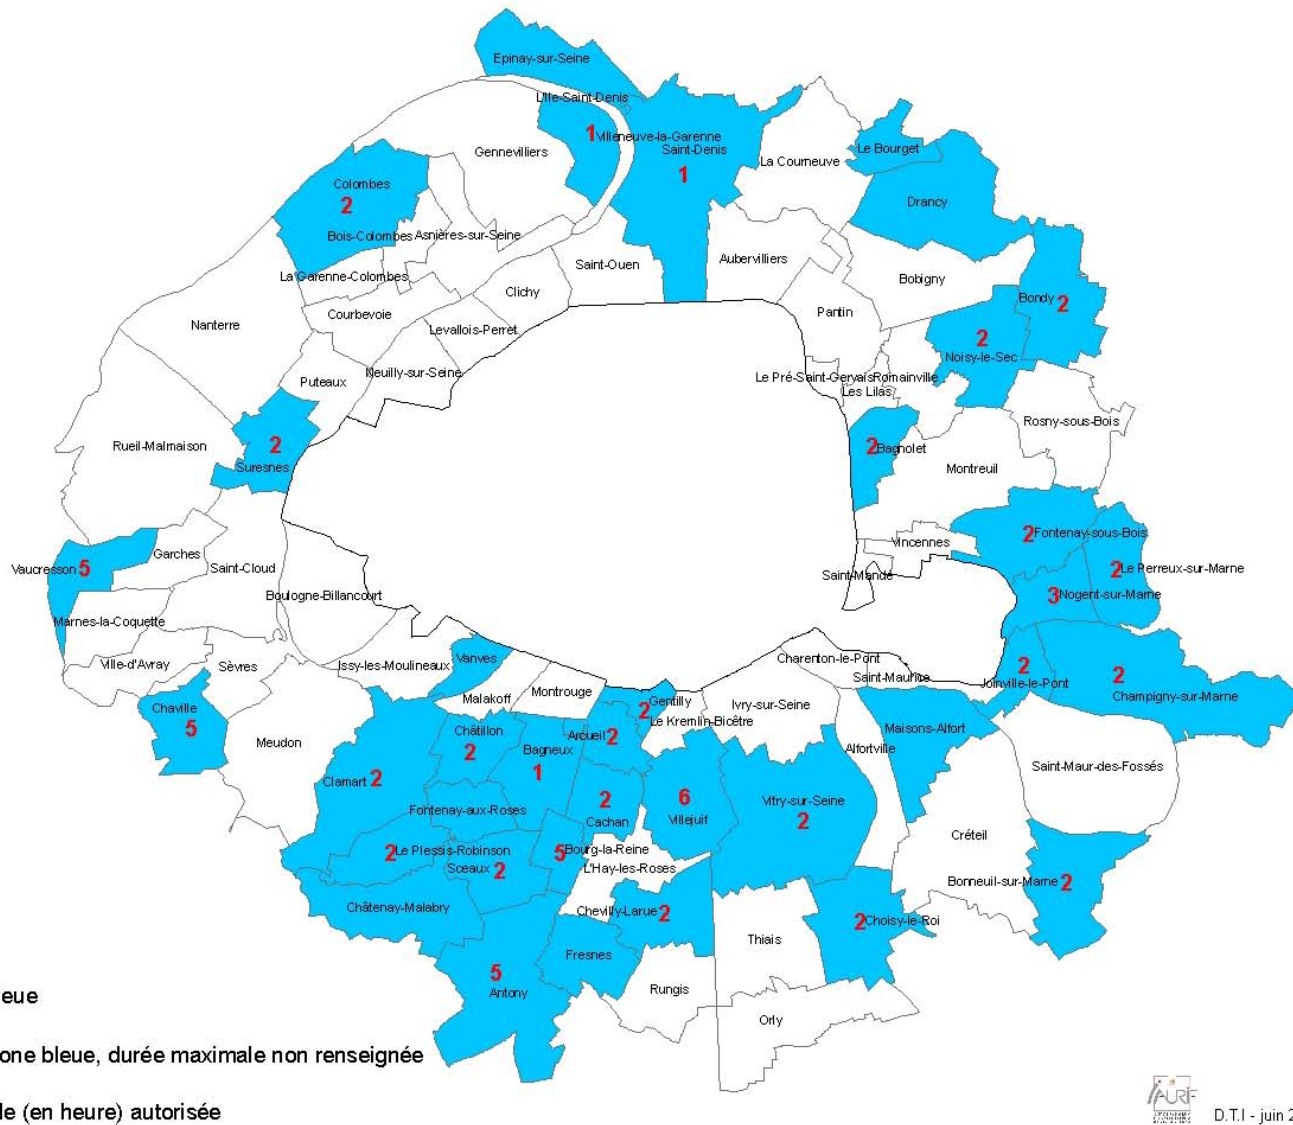 Epinay-sur-Seine
L'Ile-Saint-Denis
1
Villeneuve-la-Garenne
Saint-Denis
1
Gennevilliers
La Courneuve
Le Bourget
Drancy
Colombes
2
Bois-Colombes
Asnières-sur-Seine
La Garenne-Colombes
Saint-Ouen
Aubervilliers
Bobigny
Clichy
Bondy
2
Courbevoie
Pantin
Nanterre
Levallois-Perret
2
Noisy-le-Sec
Puteaux
Neuilly-sur-Seine
Le Pré-Saint-Gervais
Romainville
Les Lilas
Rosny-sous-Bois
Rueil-Malmaison
2
Suresnes
2
Bagnolet
Montreuil
2
Fontenay-sous-Bois
Vincennes
Garches
Vaucresson
5
Saint-Cloud
Saint-Mandé
2
Le Perreux-sur-Marne
Boulogne-Billancourt
3
Nogent-sur-Marne
Marnes-la-Coquette
Ville-d'Avray
Sèvres
Issy-les-Moulineaux
Vanves
Charenton-le-Pont
Saint-Maurice
2
Joinville-le-Pont
2
Champigny-sur-Marne
Malakoff
Montrouge
2
Gentilly
Ivry-sur-Seine
Le Kremlin-Bicêtre
Chaville
5
Meudon
Châtillon
2
Bagneux
1
Arcueil
2
Alfortville
Maisons-Alfort
Saint-Maur-des-Fossés
Clamart
2
Fontenay-aux-Roses
2
Cachan
6
Villejuif
Vitry-sur-Seine
2
Créteil
2
Le Plessis-Robinson
Sceaux
2
5
Bourg-la-Reine
L'Hay-les-Roses
Bonneuil-sur-Marne
2
Châtenay-Malabry
Chevilly-Larue
2
2
Choisy-le-Roi
Thiais
Fresnes
5
Antony
Rungis
Orly
eue
one bleue, durée maximale non renseignée
le (en heure) autorisée
IAURIF
D.T.I - juin 2